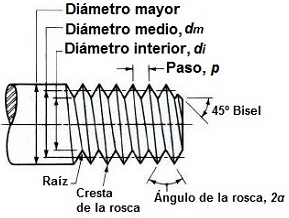 Diámetro mayor
Diámetro medio, dm
Diámetro interior, di
Paso, p
45º Bisel
Raíz
Cresta
de la rosca
Ángulo de la rosca, 2α